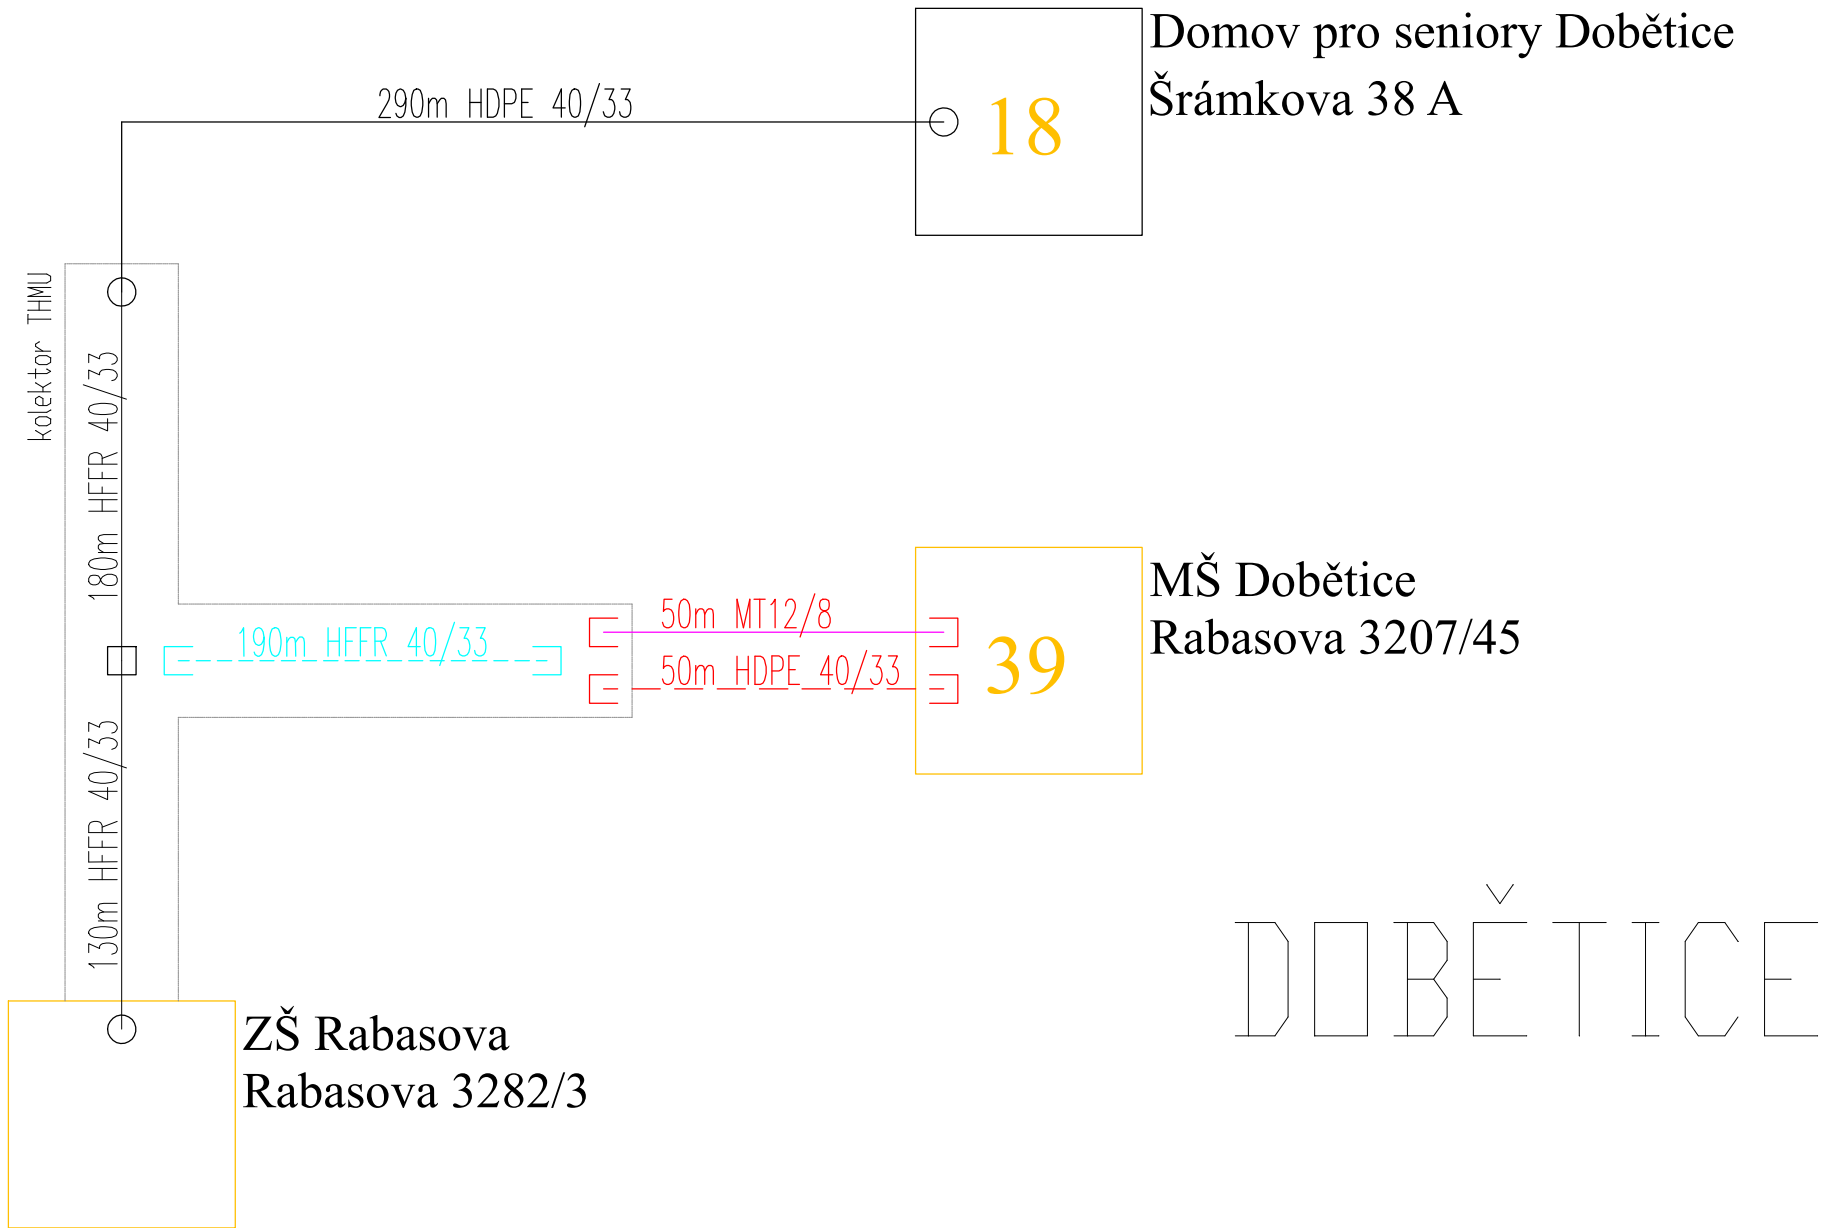 Domov pro seniory Dobětice
Šrámkova 38 A
18
290m HDPE 40/33
kolektor THMU
180m HFFR 40/33
190m HFFR 40/33
50m MT12/8
50m HDPE 40/33
39
MŠ Dobětice
Rabasova 3207/45
130m HFFR 40/33
ZŠ Rabasova
Rabasova 3282/3
DOBĚTICE